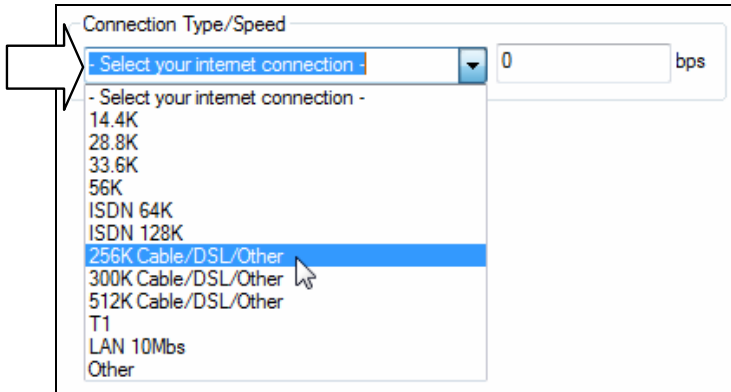 Connection Type/Speed
- Select your internet connection - 0 bps
- Select your internet connection -
14.4K
28.8K
33.6K
56K
ISDN 64K
ISDN 128K
256K Cable/DSL/Other
300K Cable/DSL/Other
512K Cable/DSL/Other
T1
LAN 10Mbs
Other